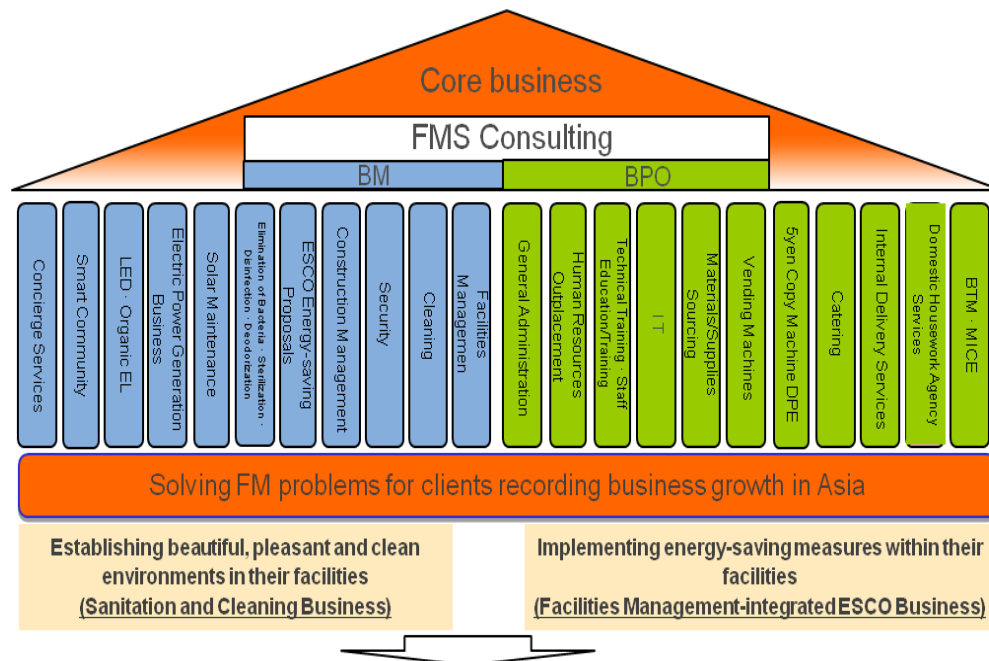 Core business
FMS Consulting
BM
BPO
Concierge Services
Smart Community
LED · Organic EL
Electric Power Generation
Business
Solar Maintenance
Elimination of Bacteria · Sterilization ·
Disinfection · Deodorization
ESCO Energy-saving
Proposals
Construction Management
Security
Cleaning
Facilities
Managemen
General Administration
Human Resources
Outplacement
Technical Training · Staff
Education/Training
IT
Materials/Supplies
Sourceing
Vending Machines
5yen Copy Machine DPE
Catering
Internal Delivery Services
Domestic Housework Agency
Services
BTM · MICE
Solving FM problems for clients recording business growth in Asia
Establishing beautiful, pleasant and clean
environments in their facilities
(Sanitation and Cleaning Business)
Implementing energy-saving measures within their
facilities
(Facilities Management-integrated ESCO Business)